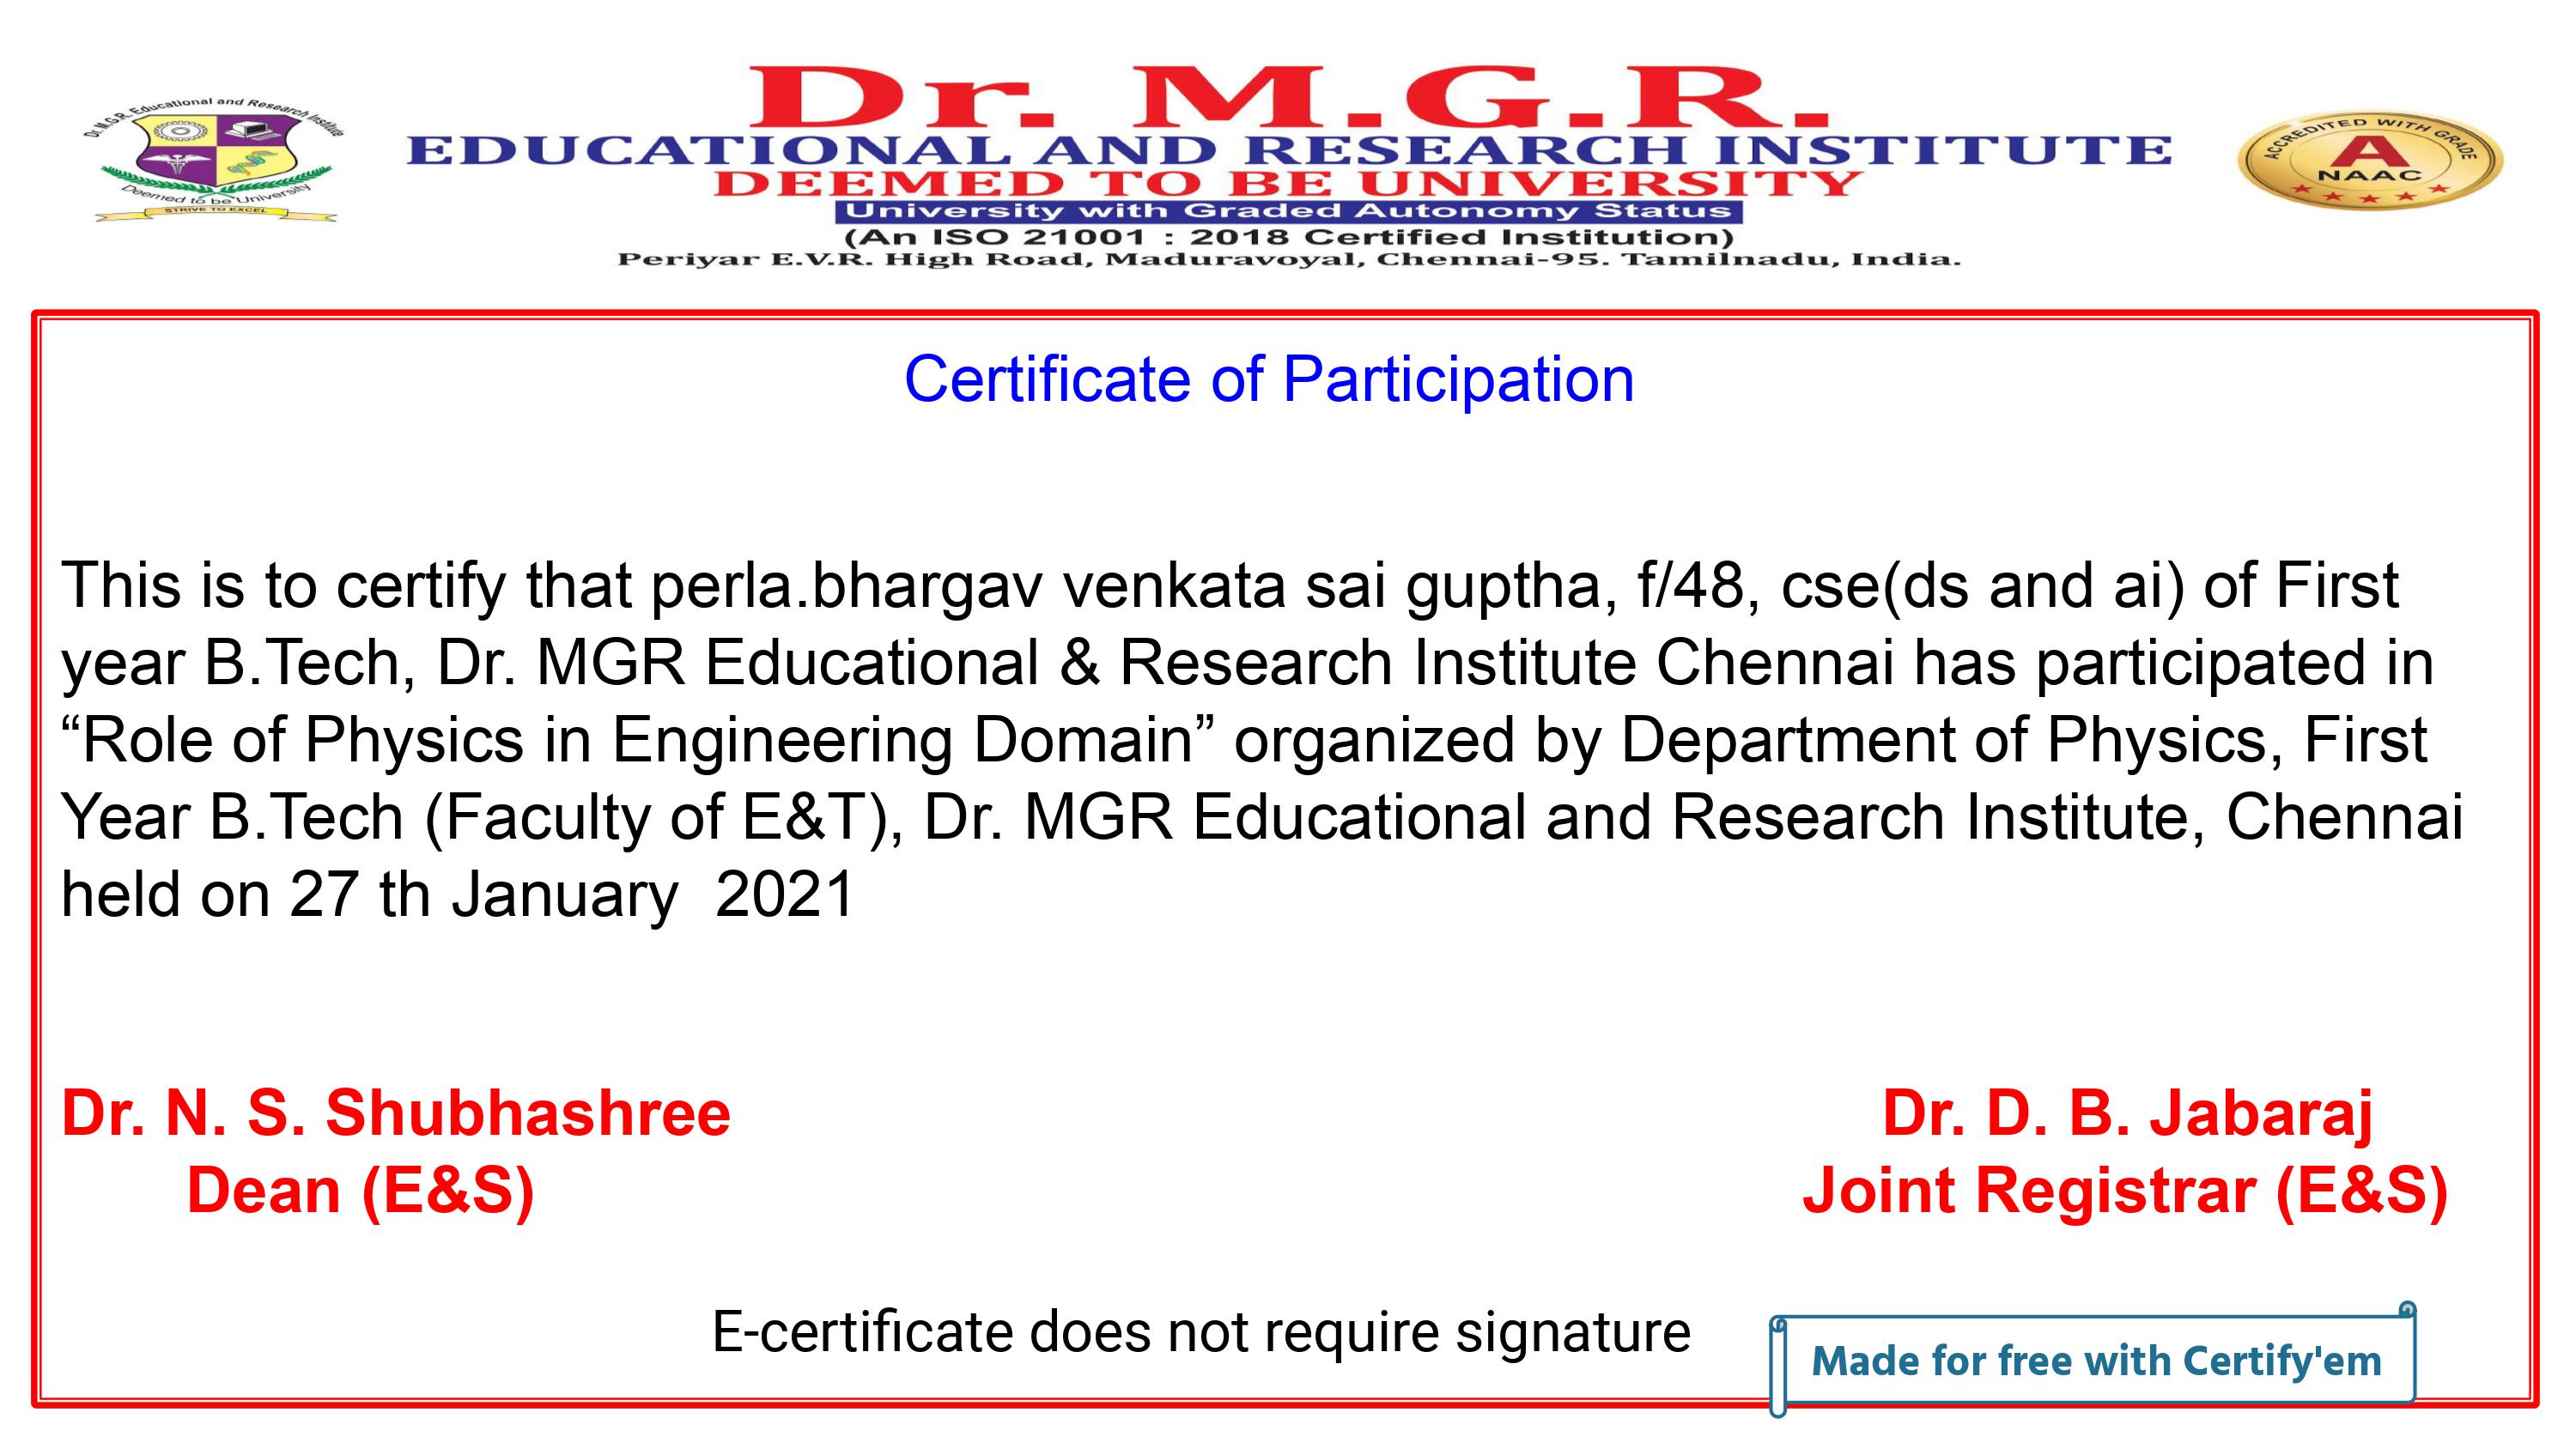 Dr. M.G.R. Educational and Research Institute
Deemed to be University
STRIVE TO EXCEL
Dr. M.G.R.
EDUCATIONAL AND RESEARCH INSTITUTE
DEEMED TO BE UNIVERSITY
University with Graded Autonomy Status
(An ISO 21001 : 2018 Certified Institution)
Periyar E.V.R. High Road, Maduravoyal, Chennai-95. Tamilnadu, India.
ACCREDITED WITH GRADE
A
NAAC
Certificate of Participation
This is to certify that perla.bhargav venkata sai guptha, f/48, cse(ds and ai) of First
year B.Tech, Dr. MGR Educational & Research Institute Chennai has participated in
“Role of Physics in Engineering Domain” organized by Department of Physics, First
Year B.Tech (Faculty of E&T), Dr. MGR Educational and Research Institute, Chennai
held on 27 th January  2021
Dr. N. S. Shubhashree
Dean (E&S)
Dr. D. B. Jabaraj
Joint Registrar (E&S)
E-certificate does not require signature
Made for free with Certify'em